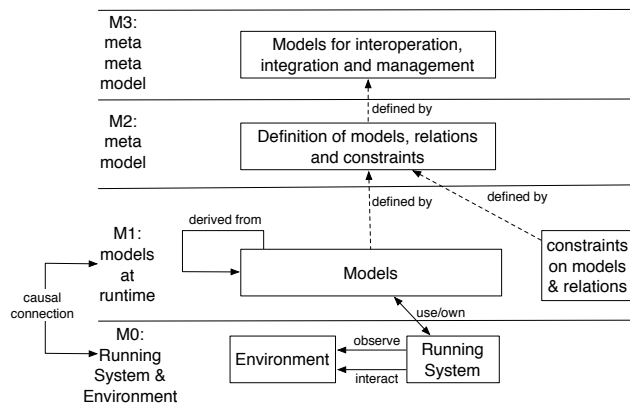 M3:
meta
meta
model
Models for interoperation,
integration and management
defined by
M2:
meta
model
Definition of models, relations
and constraints
defined by
defined by
derived from
M1:
models
at
runtime
Models
constraints
on models
& relations
causal
connection
use/own
M0:
Running
System &
Environment
Environment
observe
interact
Running
System